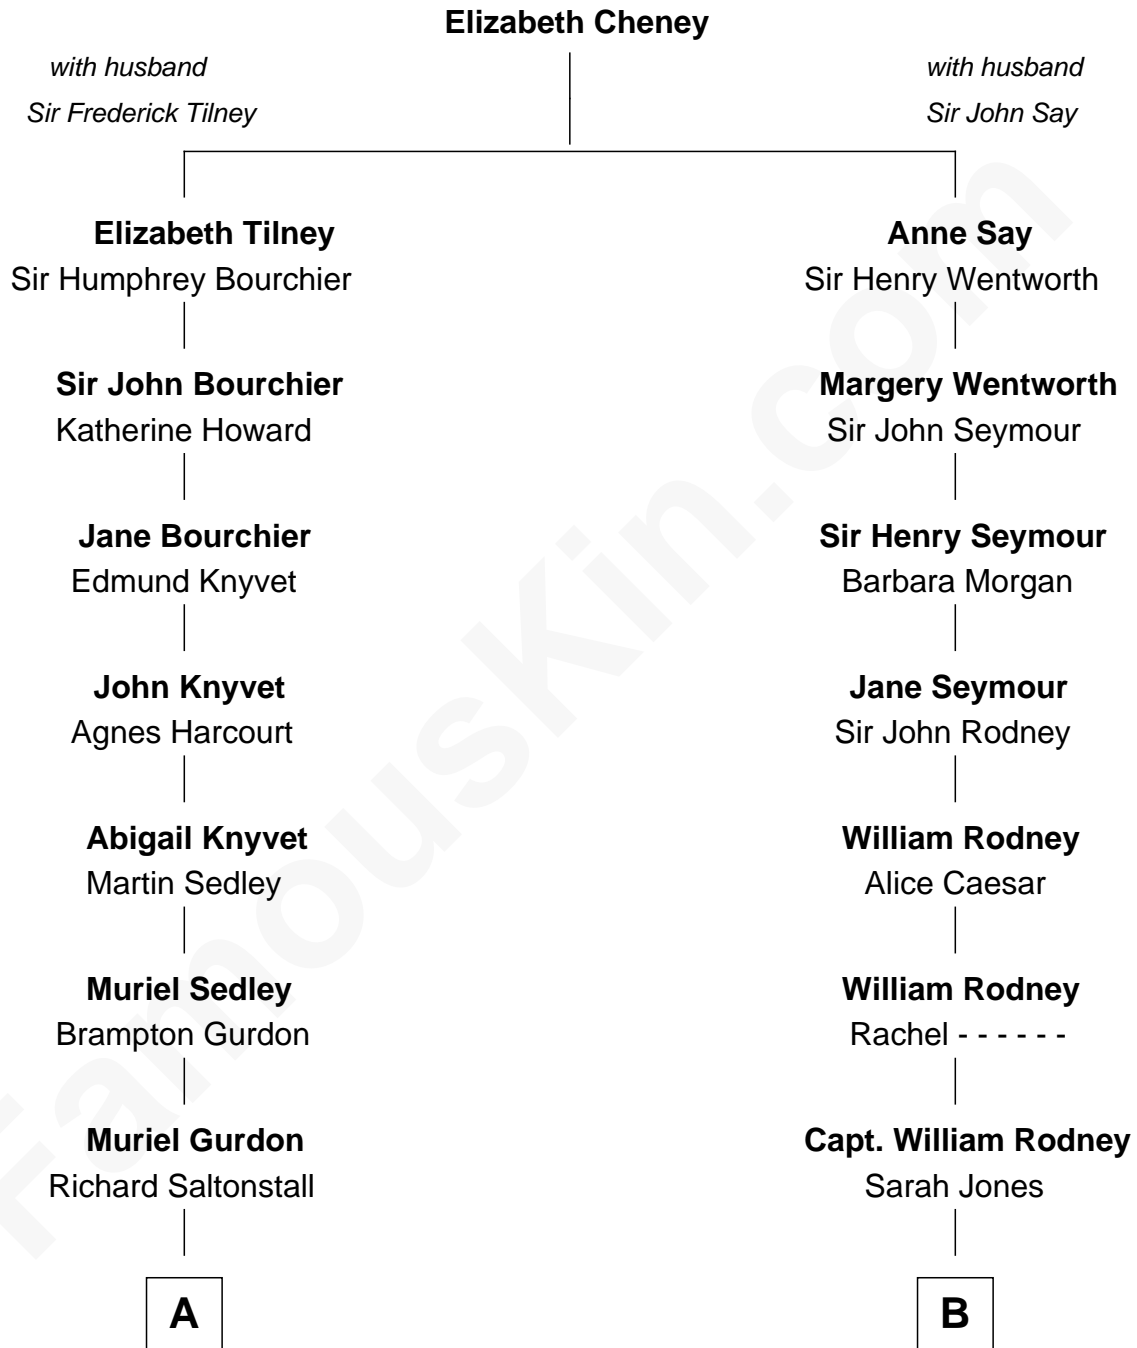 Elizabeth Cheney
with husband
Sir Frederick Tilney
with husband
Sir John Say
Elizabeth Tilney
Sir Humphrey Bourchier
Anne Say
Sir Henry Wentworth
Sir John Bourchier
Katherine Howard
Margery Wentworth
Sir John Seymour
Jane Bourchier
Edmund Knyvet
Sir Henry Seymour
Barbara Morgan
John Knyvet
Agnes Harcourt
Jane Seymour
Sir John Rodney
Abigail Knyvet
Martin Sedley
William Rodney
Alice Caesar
Muriel Sedley
Brampton Gurdon
William Rodney
Rachel - - - - - -
Muriel Gurdon
Richard Saltonstall
Capt. William Rodney
Sarah Jones
A
B
FamousKin.com